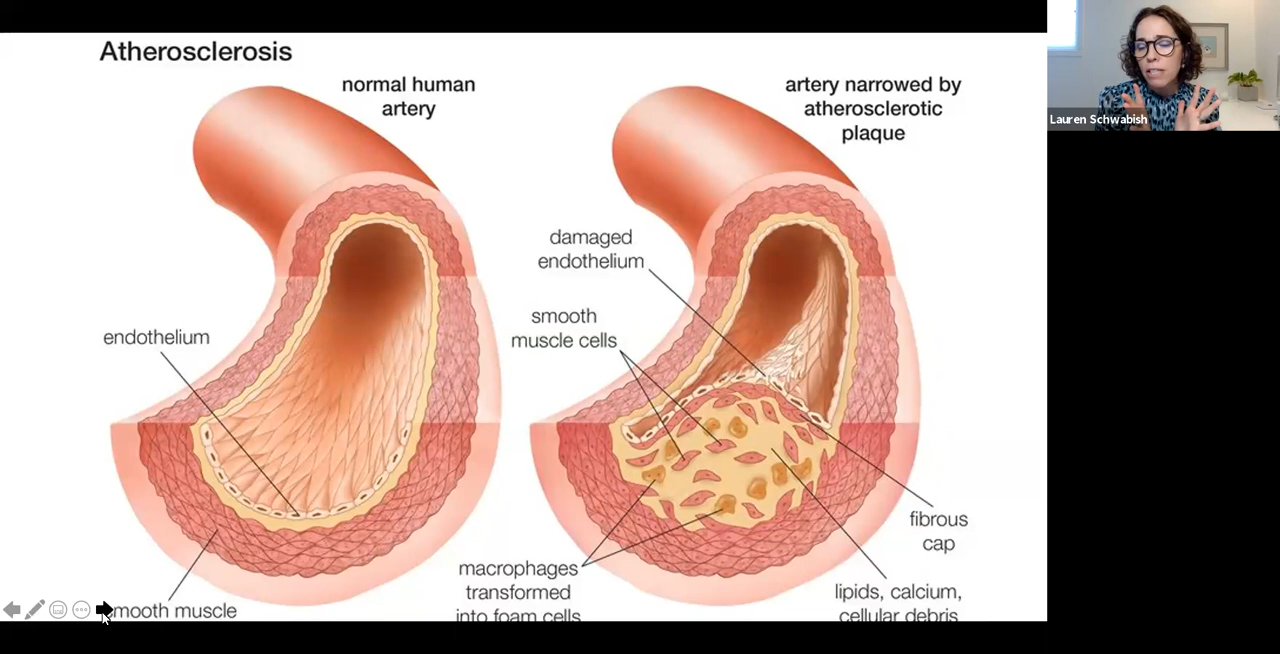 Atherosclerosis
normal human
artery
artery narrowed by
atherosclerotic
plaque
Lauren Schwabish
damaged
endothelium
smooth
muscle cells
endothelium
fibrous
cap
macrophages
transformed
into foam cells
lipids, calcium,
cellular debris
smooth muscle